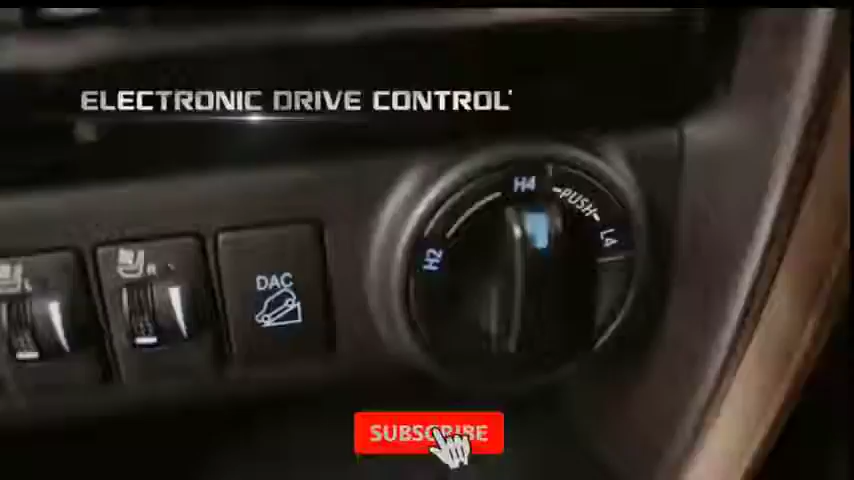 ELECTRONIC DRIVE CONTROL*
H4
PUSH
H2
L4
L
R
DAC
SUBSCRIBE